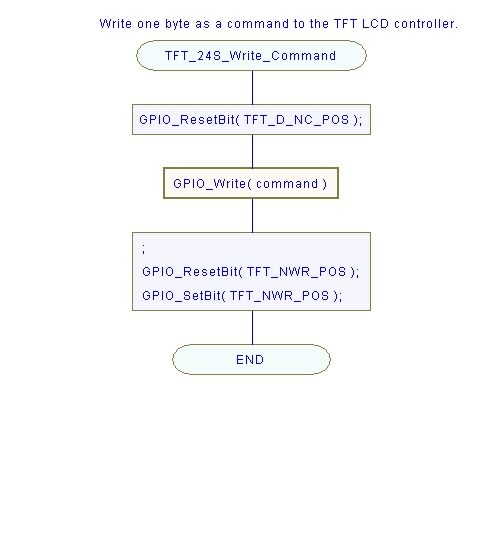 Write one byte as a command to the TFT LCD controller.
TFT_24S_Write_Command
GPIO_ResetBit( TFT_D_NC_POS );
GPIO_Write( command )
;
GPIO_ResetBit( TFT_NWR_POS );
GPIO_SetBit( TFT_NWR_POS );
END